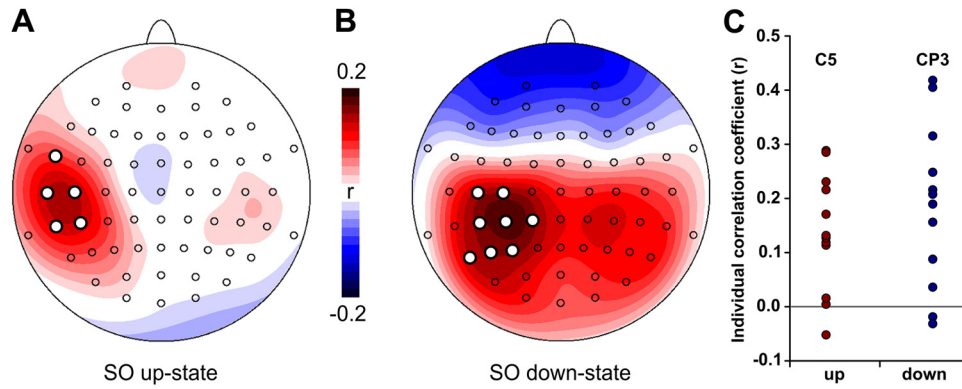 A
B
C
0.2
r
-0.2
SO up-state
SO down-state
Individual correlation coefficient (r)
0.5
0.4
0.3
0.2
0.1
0.0
-0.1
C5
CP3
up
down